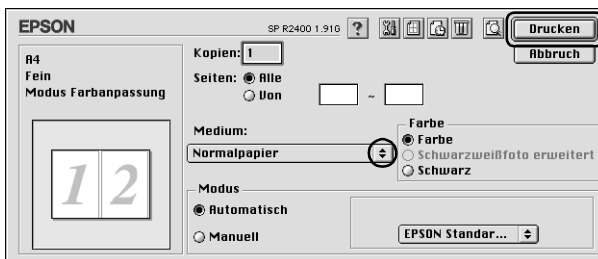 EPSON
SP R2400 1.91G
?
Drucken
Abbruch
A4
Fein
Modus Farbanpassung
Kopien: 1
Seiten: Alle
Von ~
Medium:
Normalpapier
Farbe
Farbe
Schwarzweißfoto erweitert
Schwarz
1 2
Modus
Automatisch
Manuell
EPSON Standar...